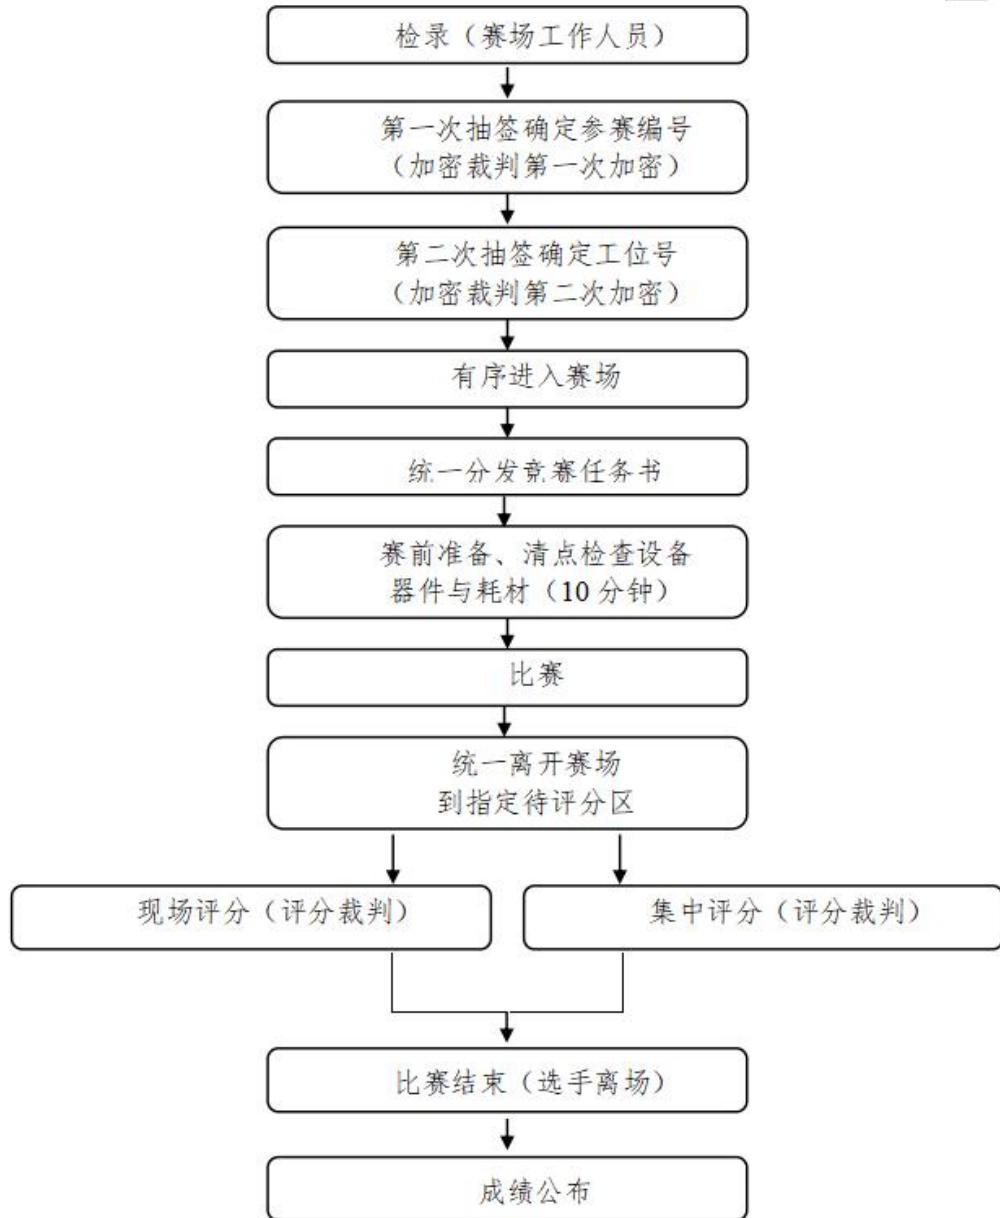 检录（赛场工作人员）
第一次抽签确定参赛编号
（加密裁判第一次加密）
第二次抽签确定工位号
（加密裁判第二次加密）
有序进入赛场
统一分发竞赛任务书
赛前准备、清点检查设备
器件与耗材（10 分钟）
比赛
统一离开赛场
到指定待评分区
现场评分（评分裁判）
集中评分（评分裁判）
比赛结束（选手离场）
成绩公布